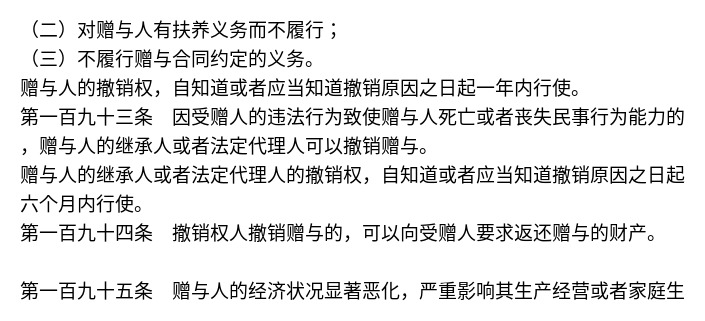 （二）对赠与人有扶养义务而不履行；
（三）不履行赠与合同约定的义务。
赠与人的撤销权，自知道或者应当知道撤销原因之日起一年内行使。
第一百九十三条　因受赠人的违法行为致使赠与人死亡或者丧失民事行为能力的
，赠与人的继承人或者法定代理人可以撤销赠与。
赠与人的继承人或者法定代理人的撤销权，自知道或者应当知道撤销原因之日起
六个月内行使。
第一百九十四条　撤销权人撤销赠与的，可以向受赠人要求返还赠与的财产。
第一百九十五条　赠与人的经济状况显著恶化，严重影响其生产经营或者家庭生